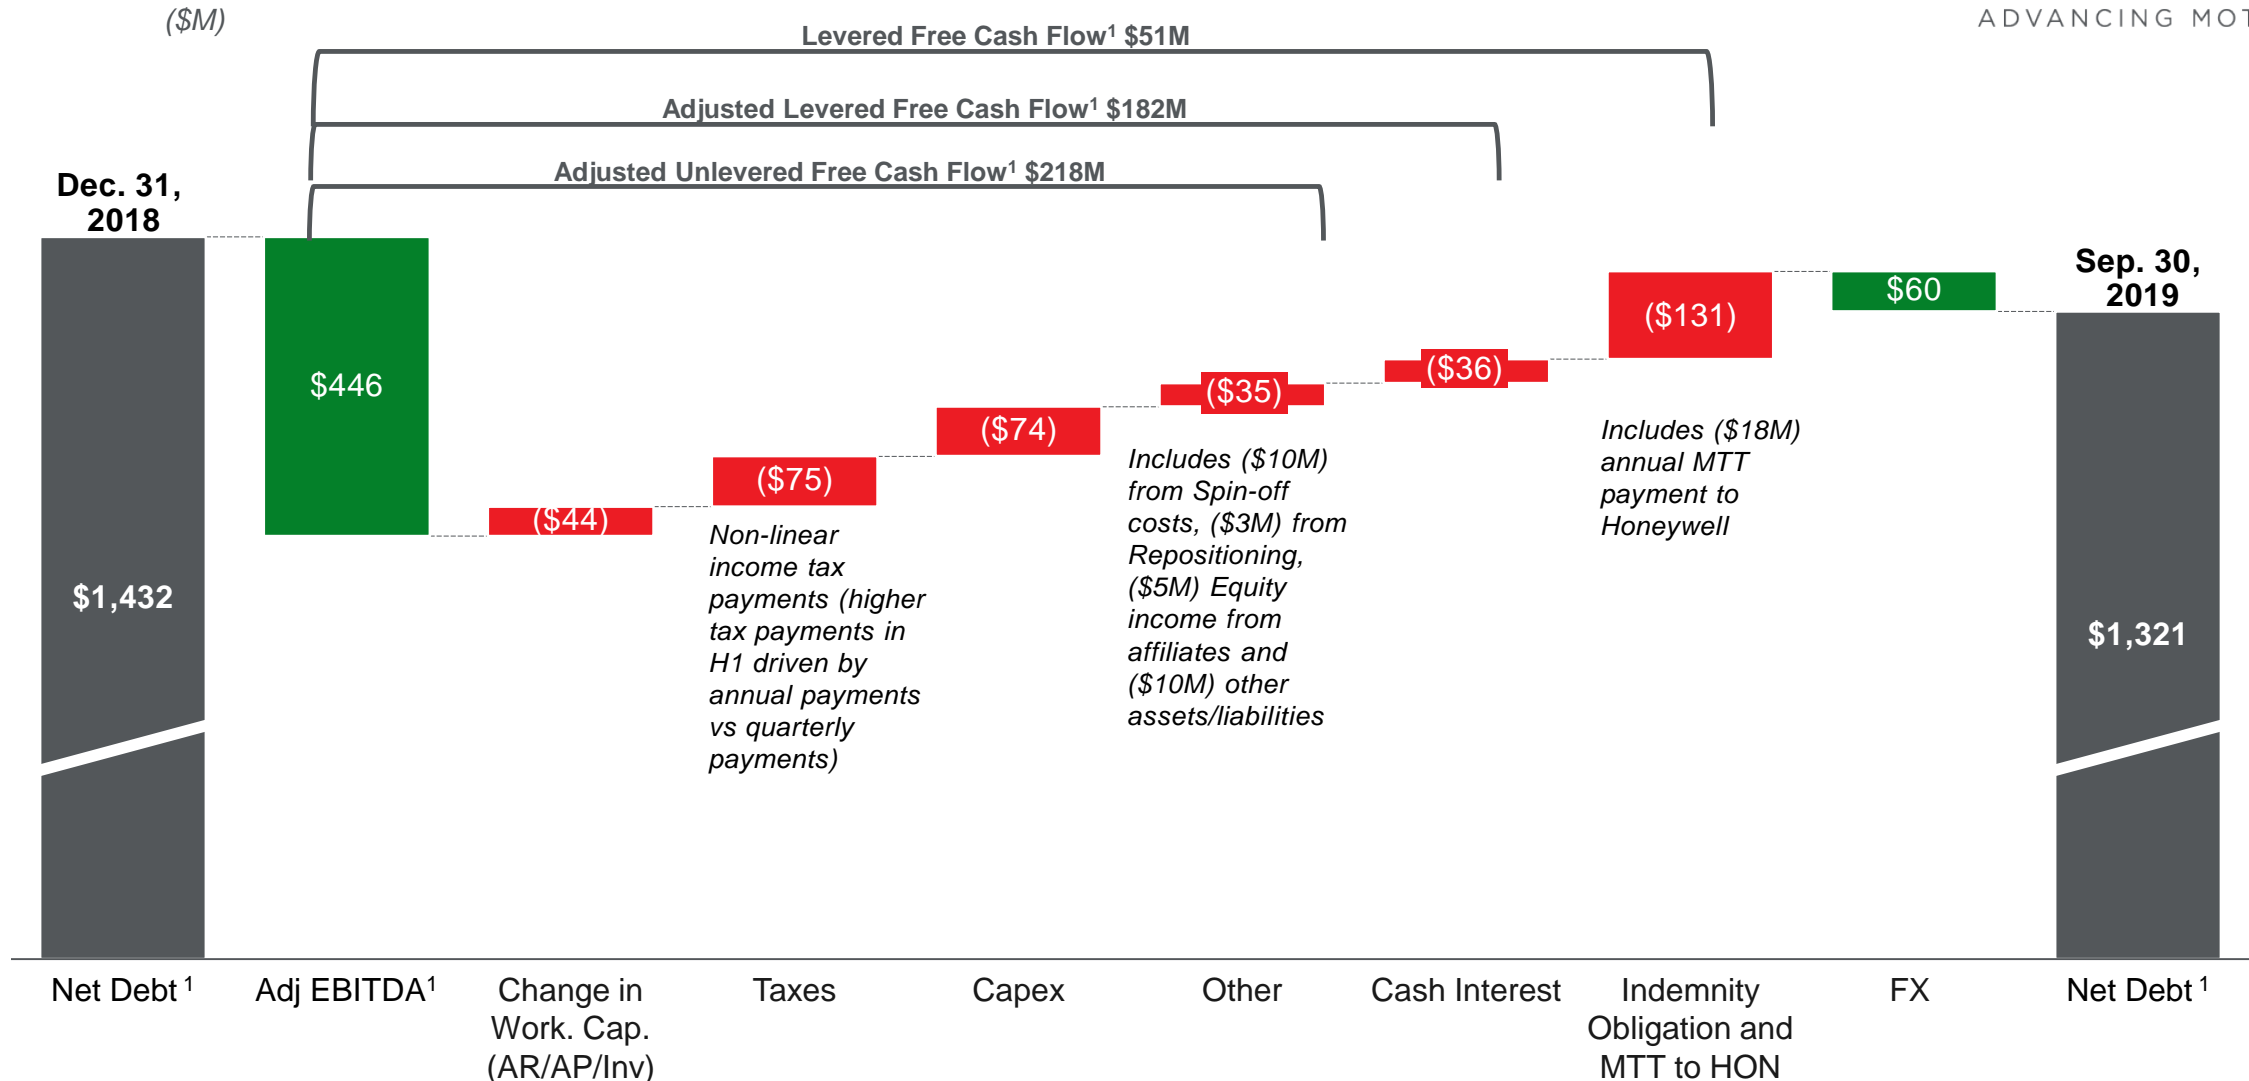 ($M)
ADVANCING MOT
Levered Free Cash Flow¹ $51M
Adjusted Levered Free Cash Flow¹ $182M
Adjusted Unlevered Free Cash Flow¹ $218M
Dec. 31,
2018
Sep. 30,
2019
$1,432
$446
($44)
($75)
($74)
($35)
($36)
($131)
$60
$1,321
Non-linear
income tax
payments (higher
tax payments in
H1 driven by
annual payments
vs quarterly
payments)
Includes ($10M)
from Spin-off
costs, ($3M) from
Repositioning,
($5M) Equity
income from
affiliates and
($10M) other
assets/liabilities
Includes ($18M)
annual MTT
payment to
Honeywell
Net Debt ¹
Adj EBITDA¹
Change in
Work. Cap.
(AR/AP/Inv)
Taxes
Capex
Other
Cash Interest
Indemnity
Obligation and
MTT to HON
FX
Net Debt ¹